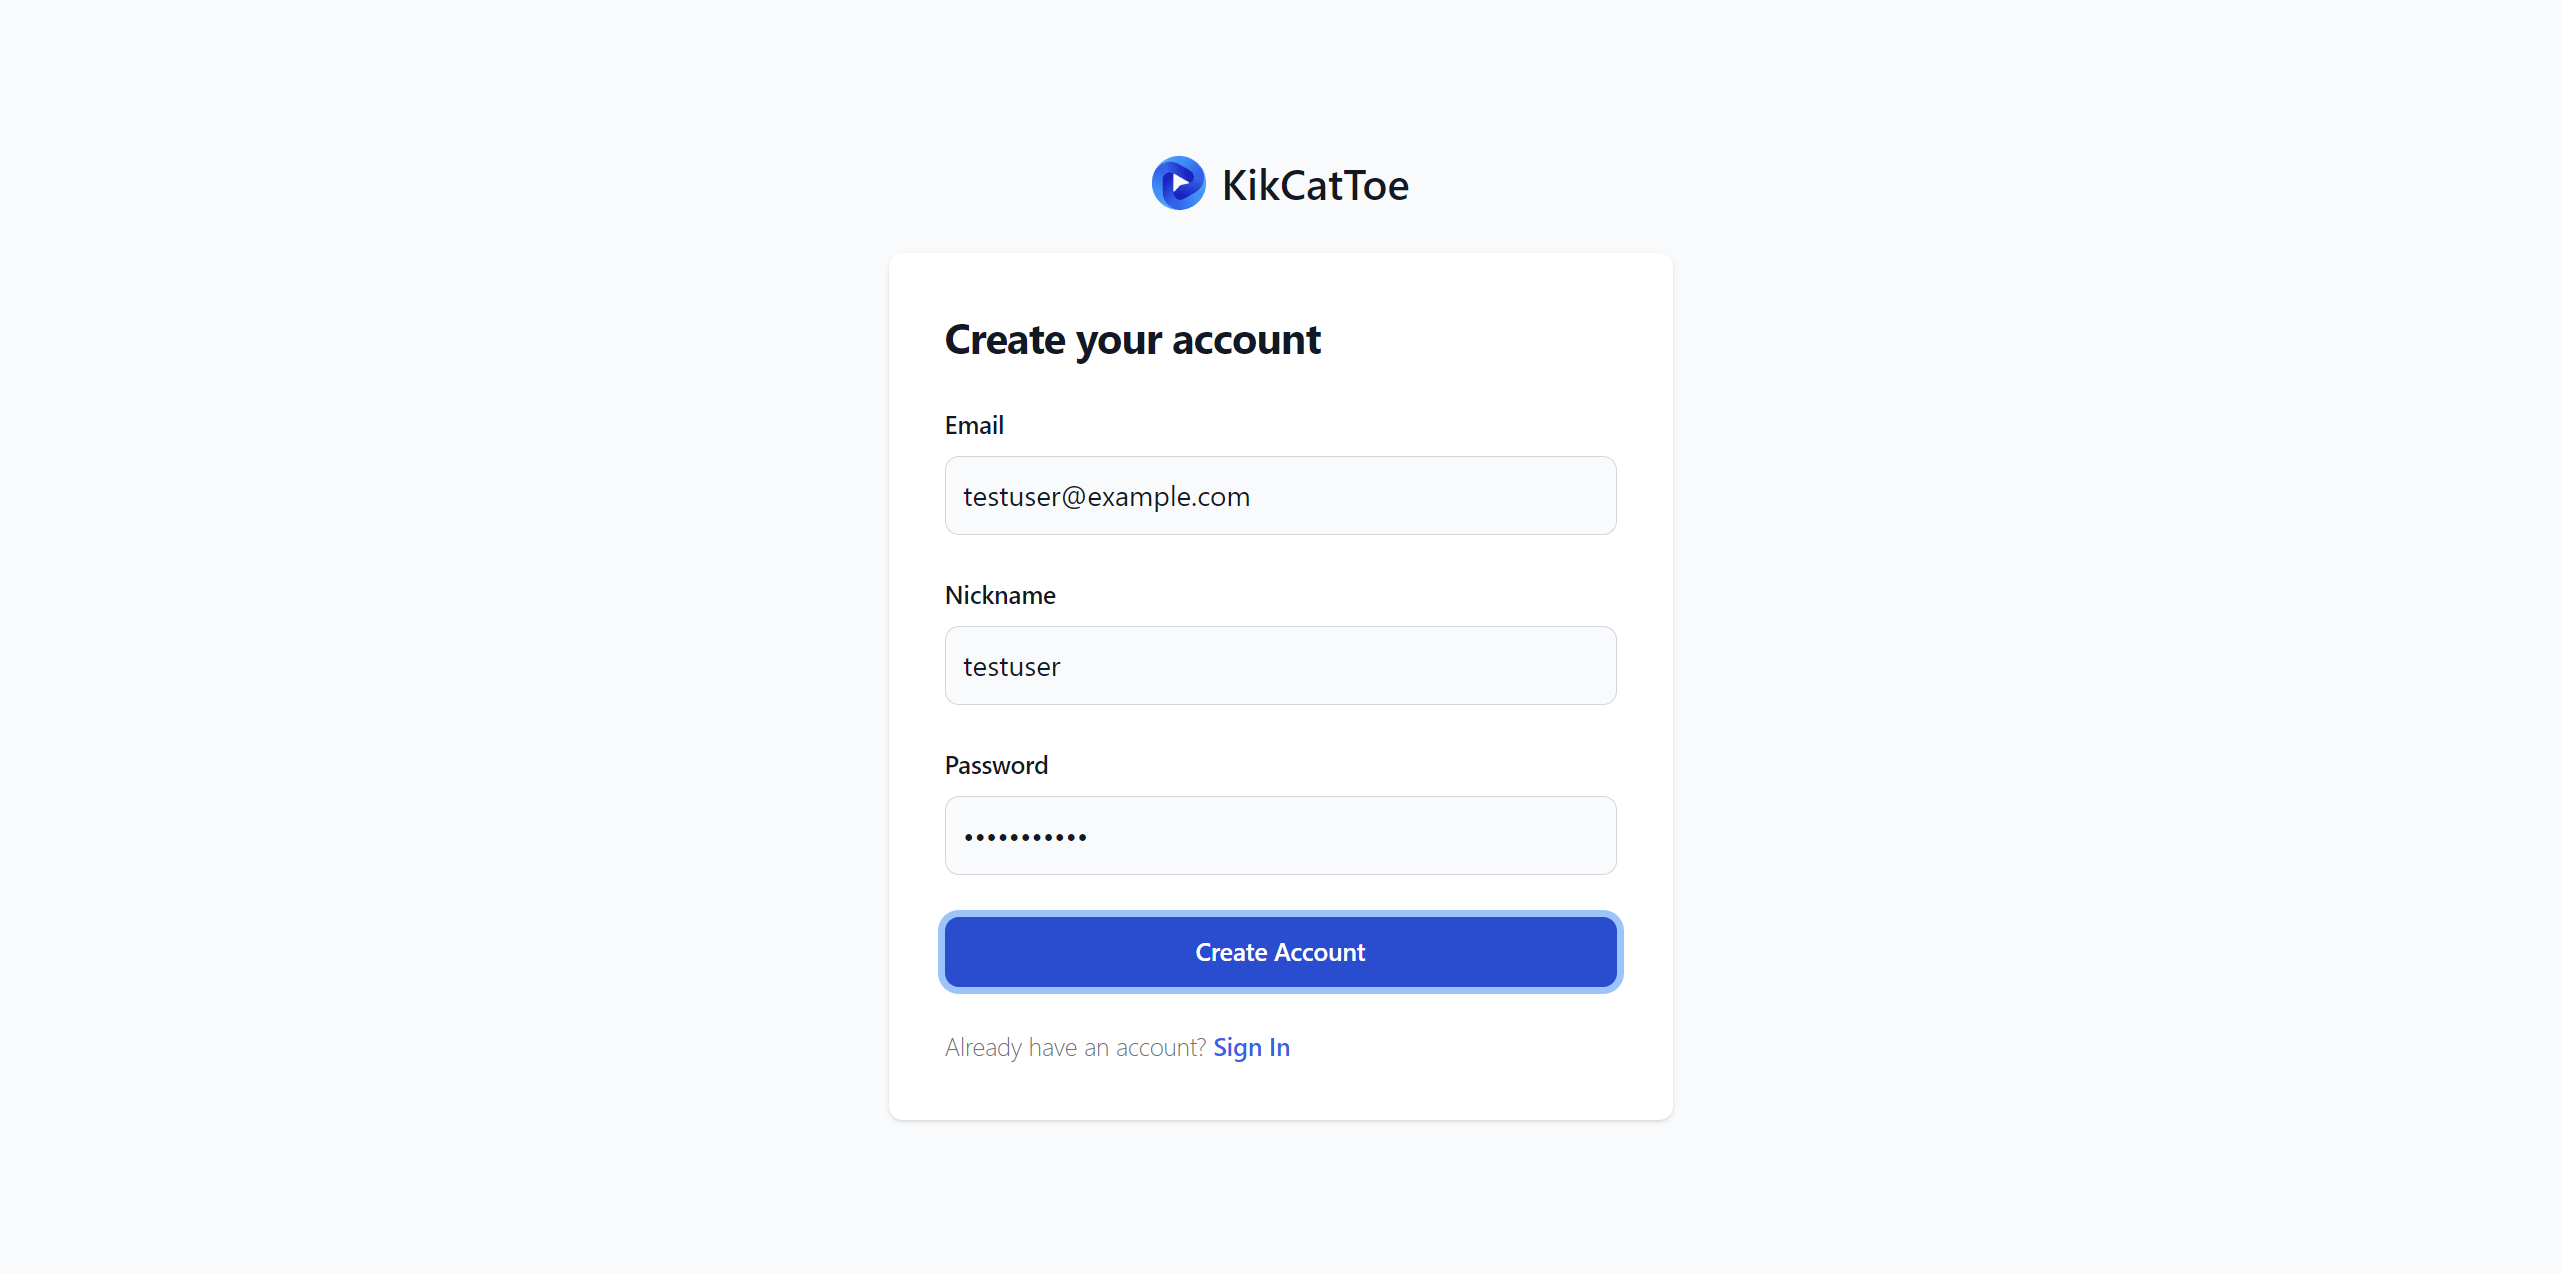 KikCatToe
Create your account
Email
testuser@example.com
Nickname
testuser
Password
•••••••••••
Create Account
Already have an account? Sign In